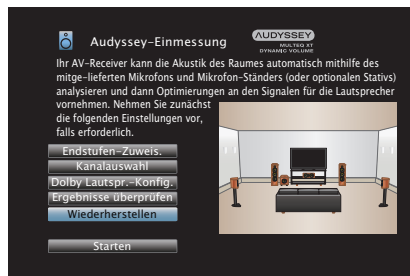 Audyssey-Einmessung
AUDYSSEY
MULTEQ XT
DYNAMIC VOLUME
Ihr AV-Receiver kann die Akustik des Raumes automatisch mithilfe des
mitge-lieferten Mikrofons und Mikrofon-Ständers (oder optionalen Stativs)
analysieren und dann Optimierungen an den Signalen für die Lautsprecher
vornehmen. Nehmen Sie zunächst
die folgenden Einstellungen vor,
falls erforderlich.
Endstufen-Zuweis.
Kanalauswahl
Dolby Lautspr.-Konfig.
Ergebnisse überprüfen
Wiederherstellen
Starten